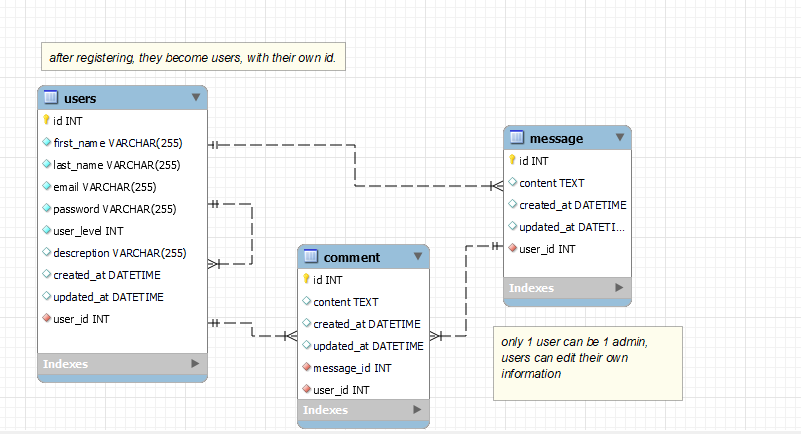 after registering, they become users, with their own id.
users
id INT
first_name VARCHAR(255)
last_name VARCHAR(255)
email VARCHAR(255)
password VARCHAR(255)
user_level INT
descreption VARCHAR(255)
created_at DATETIME
updated_at DATETIME
user_id INT
Indexes
message
id INT
content TEXT
created_at DATETIME
updated_at DATETI...
user_id INT
Indexes
comment
id INT
content TEXT
created_at DATETIME
updated_at DATETIME
message_id INT
user_id INT
Indexes
only 1 user can be 1 admin,
users can edit their own
information